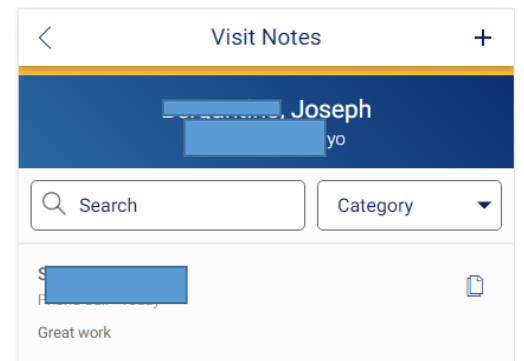 Visit Notes
, Joseph
yo
Search
Category
Great work